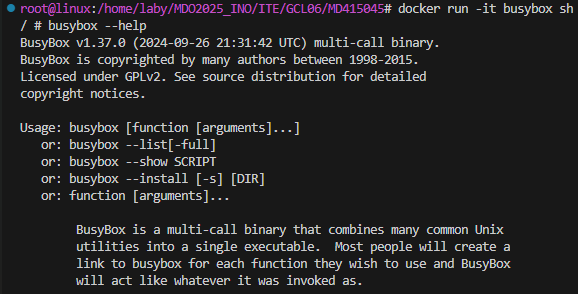 root@linux:/home/laby/MDO2025_INO/ITE/GCL06/MD415045# docker run -it busybox sh
/ # busybox --help
BusyBox v1.37.0 (2024-09-26 21:31:42 UTC) multi-call binary.
BusyBox is copyrighted by many authors between 1998-2015.
Licensed under GPLv2. See source distribution for detailed
copyright notices.

Usage: busybox [function [arguments]...]
   or: busybox --list[-full]
   or: busybox --show SCRIPT
   or: busybox --install [-s] [DIR]
   or: function [arguments]...

        BusyBox is a multi-call binary that combines many common Unix
        utilities into a single executable.  Most people will create a
        link to busybox for each function they wish to use and BusyBox
        will act like whatever it was invoked as.